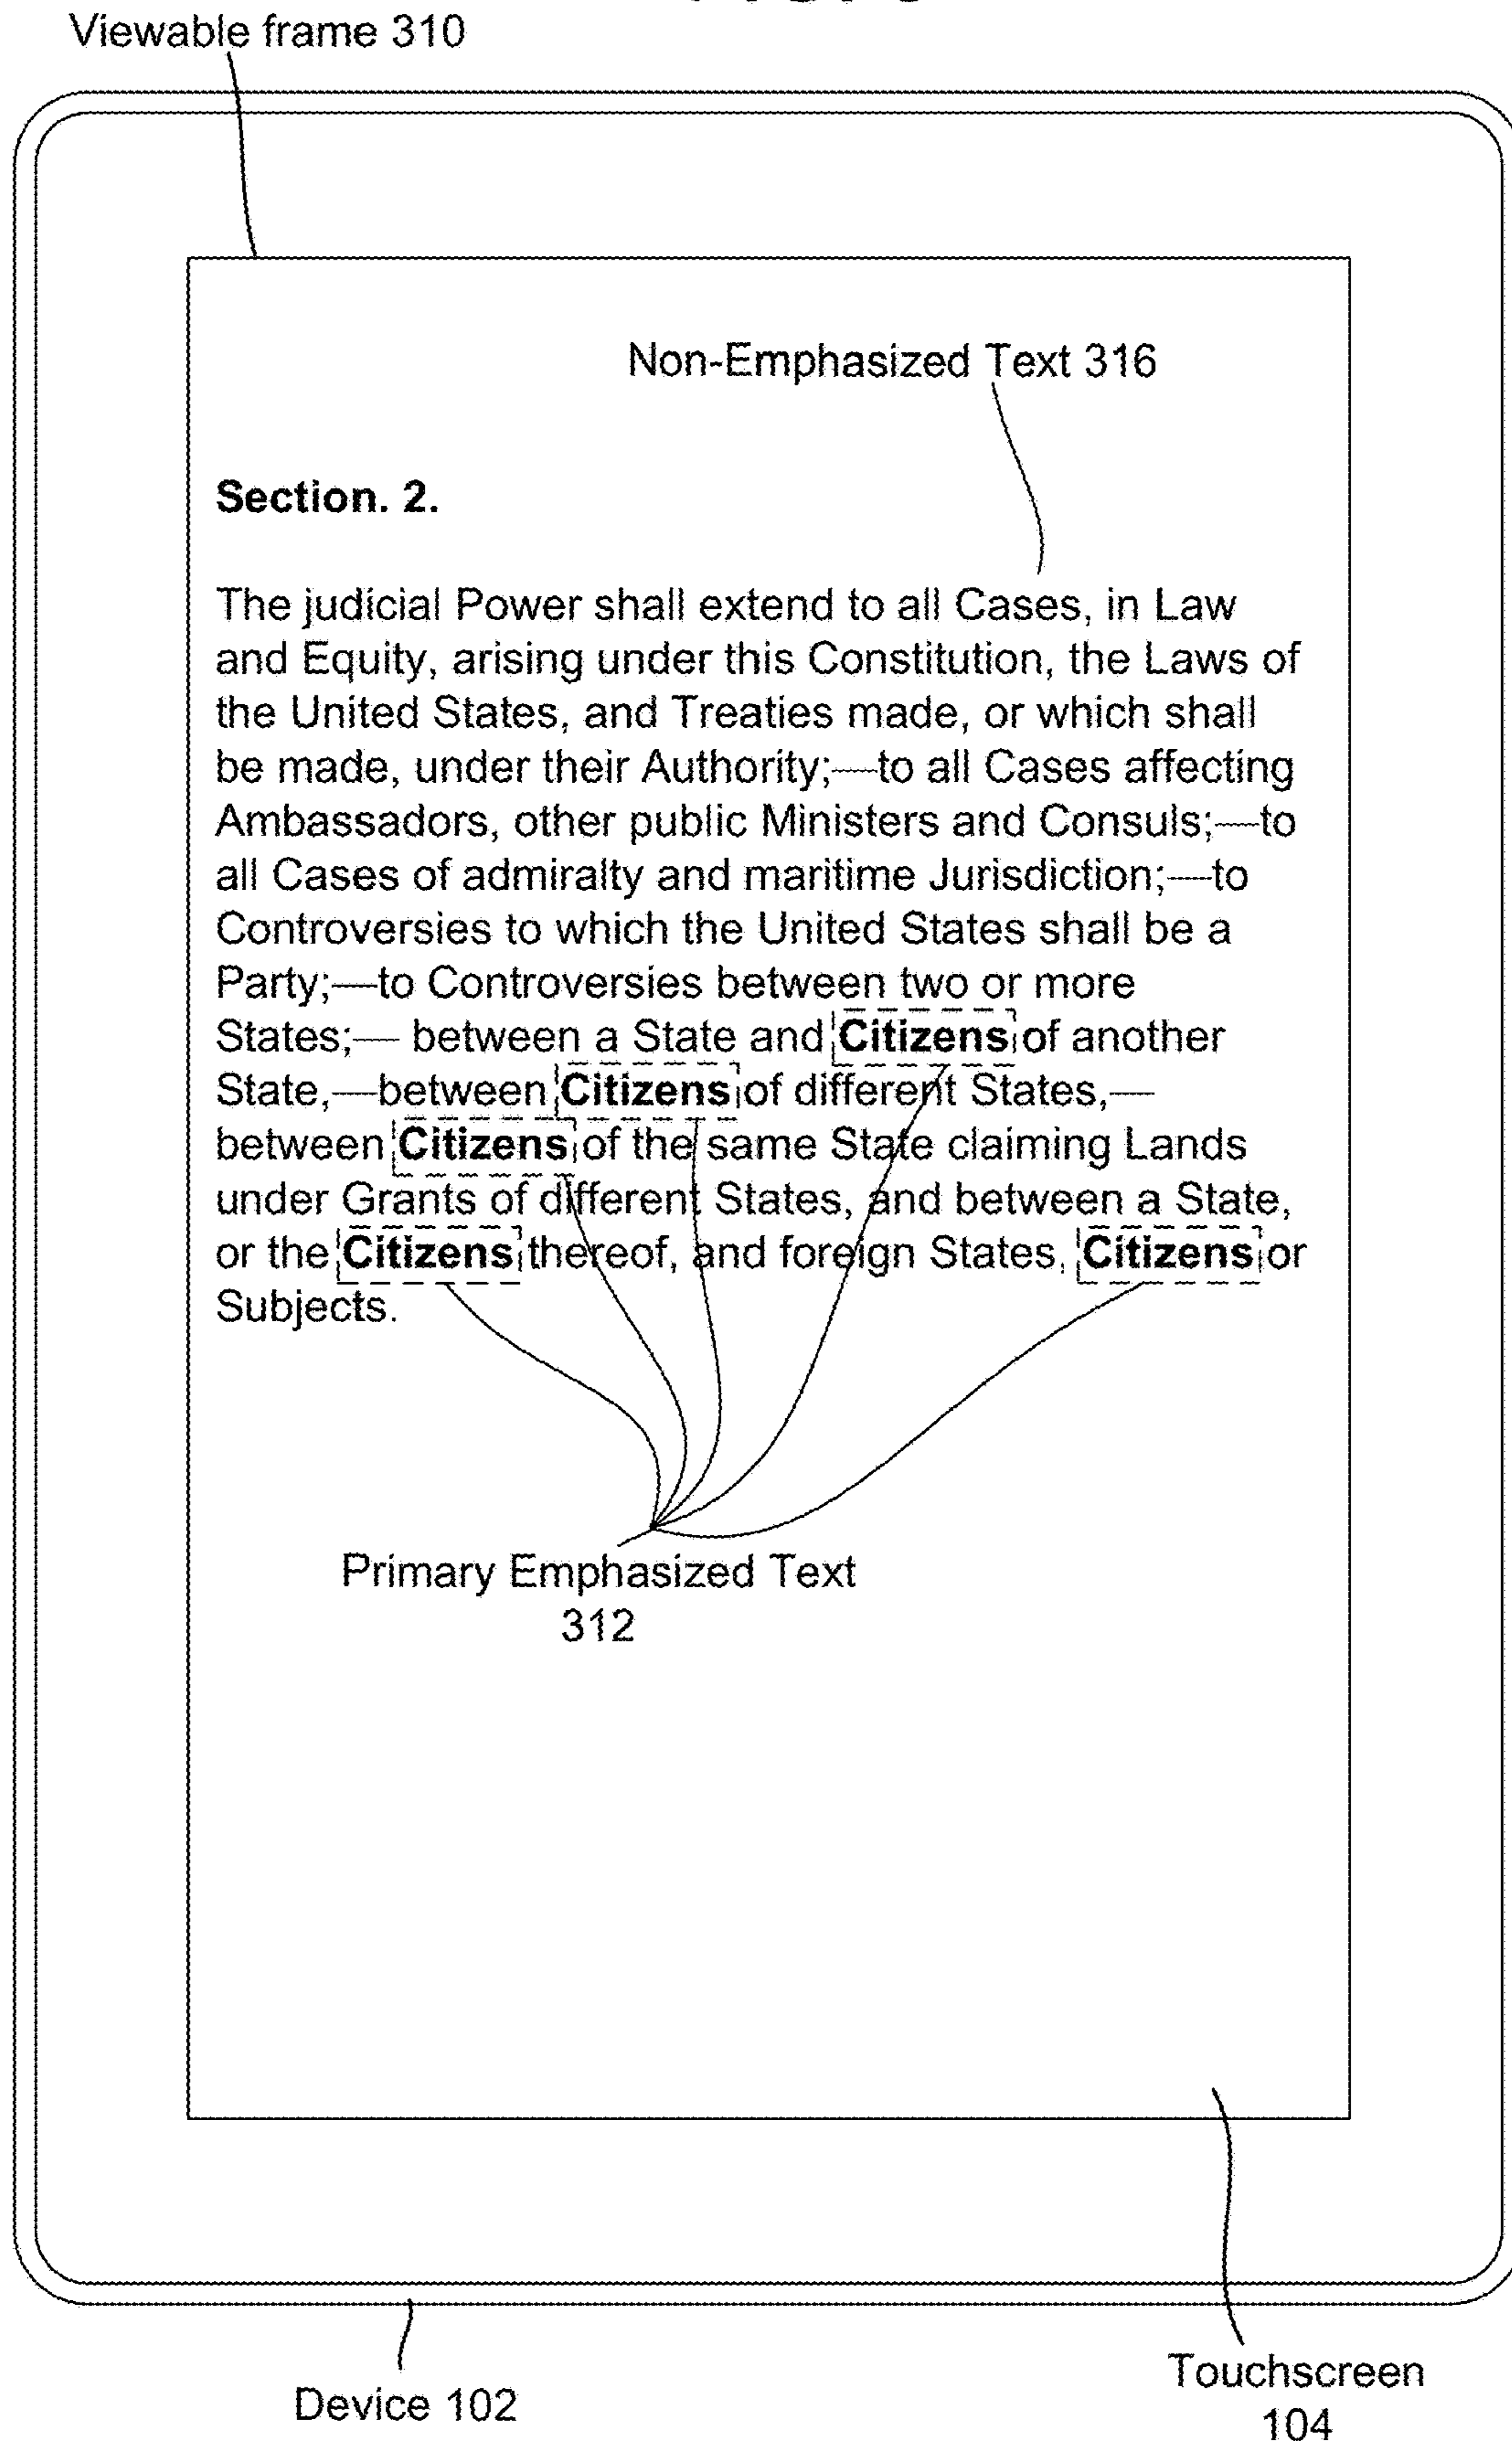 Viewable frame 310
Non-Emphasized Text 316
Section. 2.
The judicial Power shall extend to all Cases, in Law
and Equity, arising under this Constitution, the Laws of
the United States, and Treaties made, or which shall
be made, under their Authority;—to all Cases affecting
Ambassadors, other public Ministers and Consuls;—to
all Cases of admiralty and maritime Jurisdiction;—to
Controversies to which the United States shall be a
Party;—to Controversies between two or more
States;— between a State and Citizens of another
State,—between Citizens of different States,—
between Citizens of the same State claiming Lands
under Grants of different States, and between a State,
or the Citizens thereof, and foreign States, Citizens or
Subjects.
Primary Emphasized Text
312
Device 102
Touchscreen
104